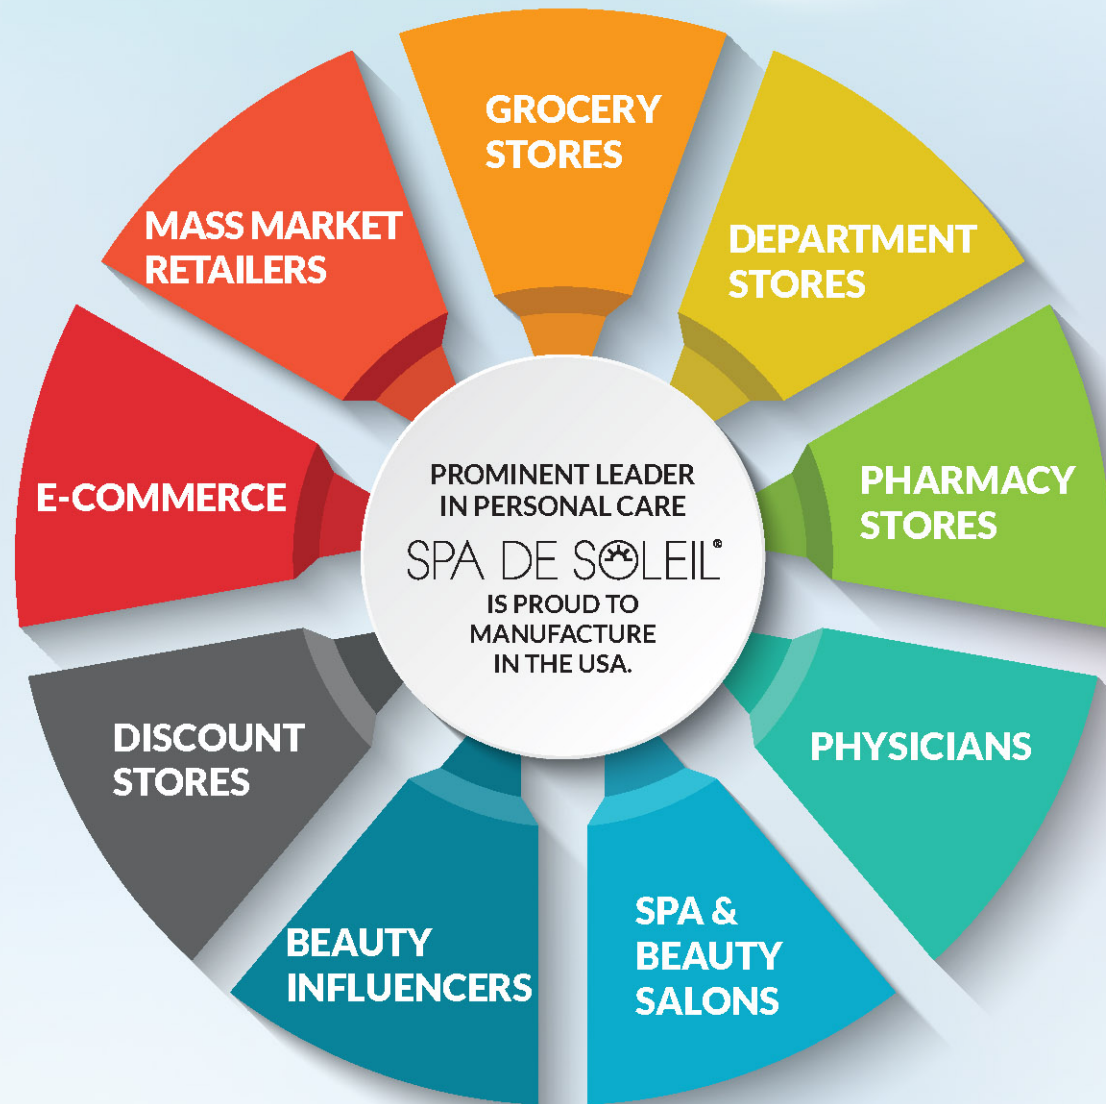 GROCERY
STORES
DEPARTMENT
STORES
PHARMACY
STORES
PHYSICIANS
SPA &
BEAUTY
SALONS
BEAUTY
INFLUENCERS
DISCOUNT
STORES
E-COMMERCE
MASS MARKET
RETAILERS
PROMINENT LEADER
IN PERSONAL CARE
SPA DE SOLEIL®
IS PROUD TO
MANUFACTURE
IN THE USA.